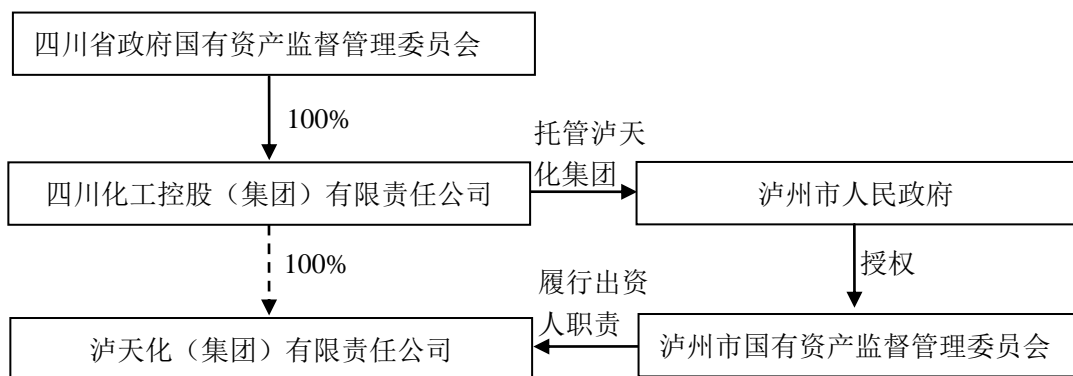 四川省政府国有资产监督管理委员会
100%
托管泸天
化集团
四川化工控股（集团）有限责任公司
泸州市人民政府
100%
授权
履行出资
人职责
泸天化（集团）有限责任公司
泸州市国有资产监督管理委员会